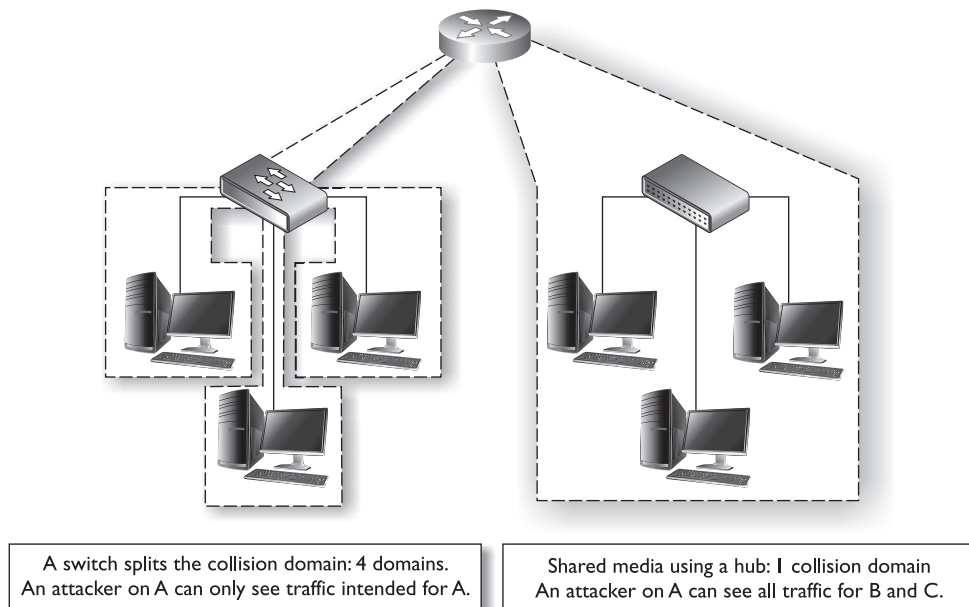 A switch splits the collision domain: 4 domains.
An attacker on A can only see traffic intended for A.
Shared media using a hub: 1 collision domain
An attacker on A can see all traffic for B and C.